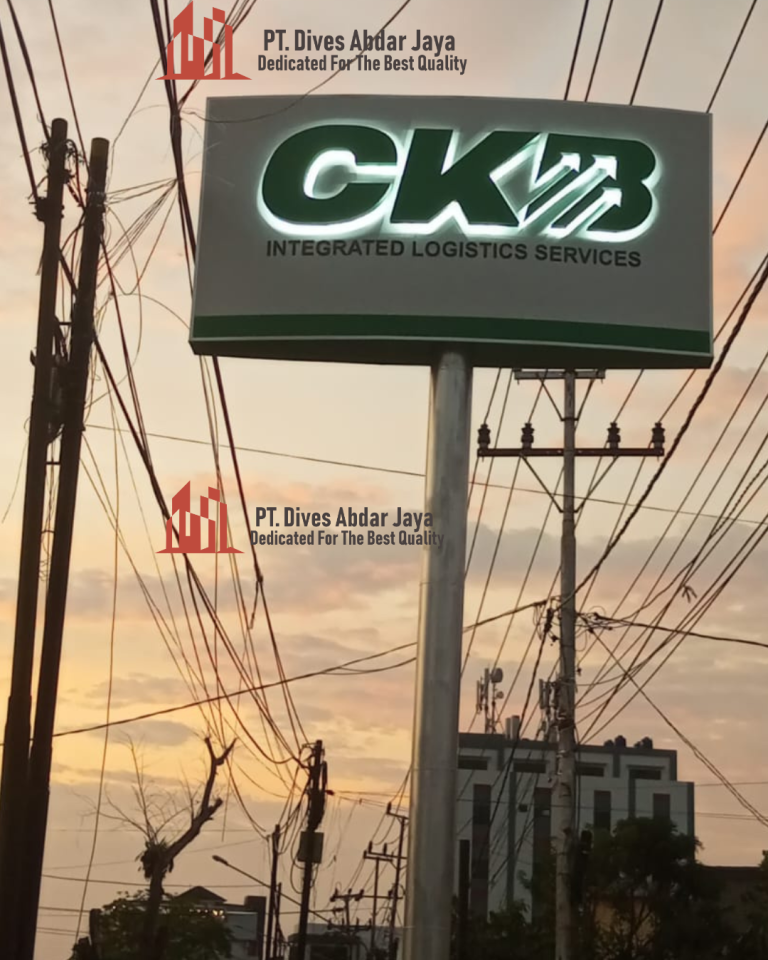 PT. Dives Abdar Jaya
Dedicated For The Best Quality
CKB
INTEGRATED LOGISTICS SERVICES
PT. Dives Abdar Jaya
Dedicated For The Best Quality